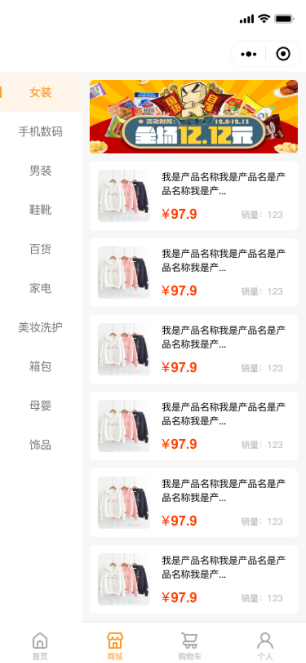 女装
手机数码
男装
鞋靴
百货
家电
美妆洗护
箱包
母婴
饰品
活动时间：12.8-12.12
全场12.12元
我是产品名称我是产品名是产
品名称我是产...
¥97.9
销量：123
我是产品名称我是产品名是产
品名称我是产...
¥97.9
销量：123
我是产品名称我是产品名是产
品名称我是产...
¥97.9
销量：123
我是产品名称我是产品名是产
品名称我是产...
¥97.9
销量：123
我是产品名称我是产品名是产
品名称我是产...
¥97.9
销量：123
我是产品名称我是产品名是产
品名称我是产...
¥97.9
销量：123
首页
商城
购物车
个人